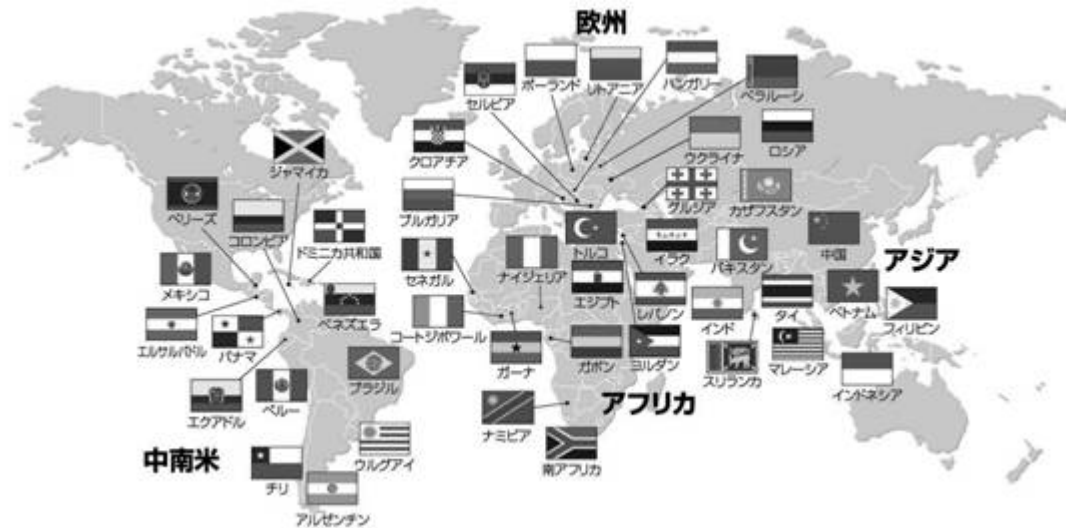 欧州
セルビア
ポーランド
リトアニア
ハンガリー
ベラルーシ
クロアチア
ウクライナ
ロシア
ブルガリア
トルコ
グルジア
カザフスタン
ジャマイカ
ベリーズ
コロンビア
ドミニカ共和国
メキシコ
エルサルバドル
パナマ
ベネズエラ
エクアドル
ペルー
ブラジル
中南米
チリ
ウルグアイ
アルゼンチン
セネガル
ナイジェリア
エジプト
コートジボワール
ガーナ
ガボン
アフリカ
ナミビア
南アフリカ
イラク
レバノン
ヨルダン
パキスタン
中国
アジア
インド
タイ
ベトナム
フィリピン
スリランカ
マレーシア
インドネシア